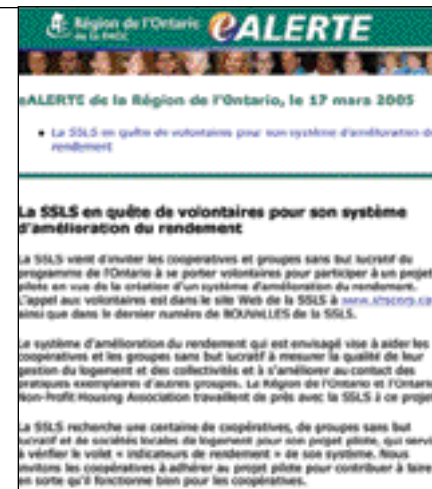 Région de l'Ontario
de la FHCC
eALERTE
eALERTE de la Région de l'Ontario, le 17 mars 2005
La SSLS en quête de volontaires pour son système d'amélioration du
rendement
La SSLS en quête de volontaires pour son système
d'amélioration du rendement
La SSLS vient d'inviter les coopératives et groupes sans but lucratif du
programme de l'Ontario à se porter volontaires pour participer à un projet
pilote en vue de la création d'un système d'amélioration du rendement.
L'appel aux volontaires est dans le site Web de la SSLS à www.shscorp.ca
ainsi que dans le dernier numéro de de la SSLS.
Le système d'amélioration du rendement qui est envisagé vise à aider les
coopératives et les groupes sans but lucratif à mesurer la qualité de leur
gestion du logement et des collectivités et à s'améliorer au contact des
pratiques exemplaires d'autres groupes. La Région de l'Ontario et l'Ontario
Non-Profit Housing Association travaillent de près avec la SSLS à ce projet
La SSLS recherche une certaine de coopératives, de groupes sans but
lucratif et de sociétés locales de logement pour son projet pilote, qui servi
à vérifier le volet « indicateurs de rendement » de son système. Nous
invitons les coopératives à adhérer au projet pilote pour contribuer à faire
en sorte qu'il fonctionne bien pour les coopératives.